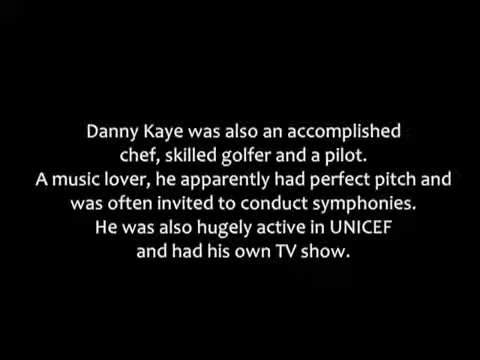 Danny Kaye was also an accomplished
chef, skilled golfer and a pilot.
A music lover, he apparently had perfect pitch and
was often invited to conduct symphonies.
He was also hugely active in UNICEF
and had his own TV show.